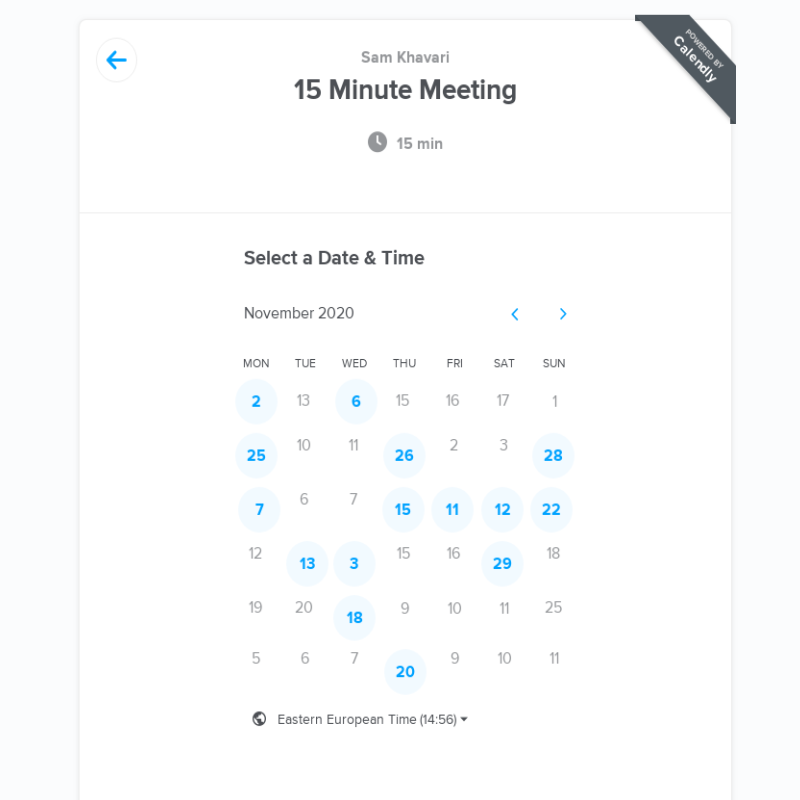 POWERED BY
Calendly
Sam Khavari
15 Minute Meeting
15 min
Select a Date & Time
November 2020
MON TUE WED THU FRI SAT SUN
2 13 6 15 16 17 1
25 10 11 26 2 3 28
7 6 7 15 11 12 22
12 13 3 15 16 29 18
19 20 18 9 10 11 25
5 6 7 20 9 10 11
Eastern European Time (14:56)